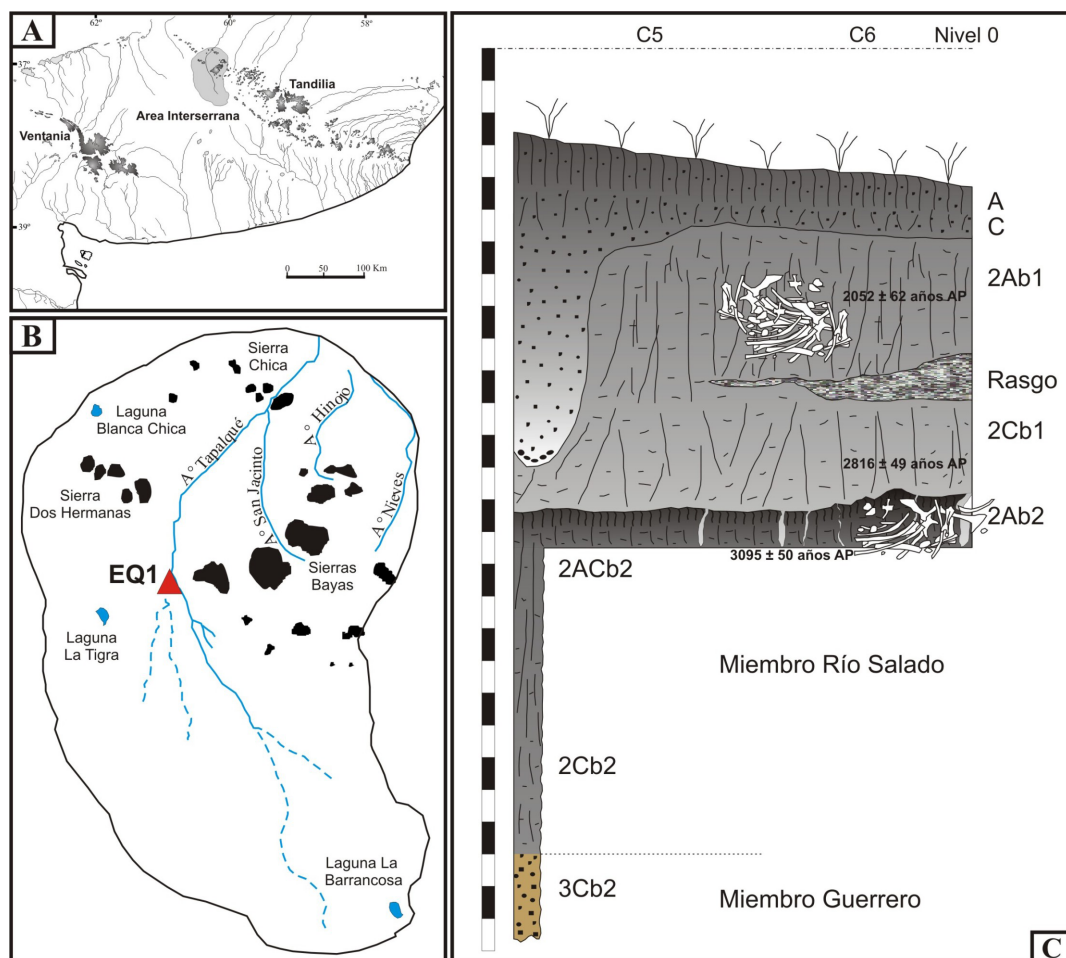 A
62°
60°
58°
37°
39°
Ventania
Area Interserrana
Tandilia
0 50 100 Km
B
Sierra
Chica
Laguna
Blanca Chica
A° Tapalqué
A° Hinojo
A° San Jacinto
A° Nieves
Sierra
Dos Hermanas
EQ1
Sierras
Bayas
Laguna
La Tigra
Laguna La
Barrancosa
C5 C6 Nivel 0
A
C
2Ab1
2052 ± 62 años AP
Rasgo
2Cb1
2816 ± 49 años AP
2Ab2
3095 ± 50 años AP
2ACb2
Miembro Río Salado
2Cb2
3Cb2
Miembro Guerrero
C